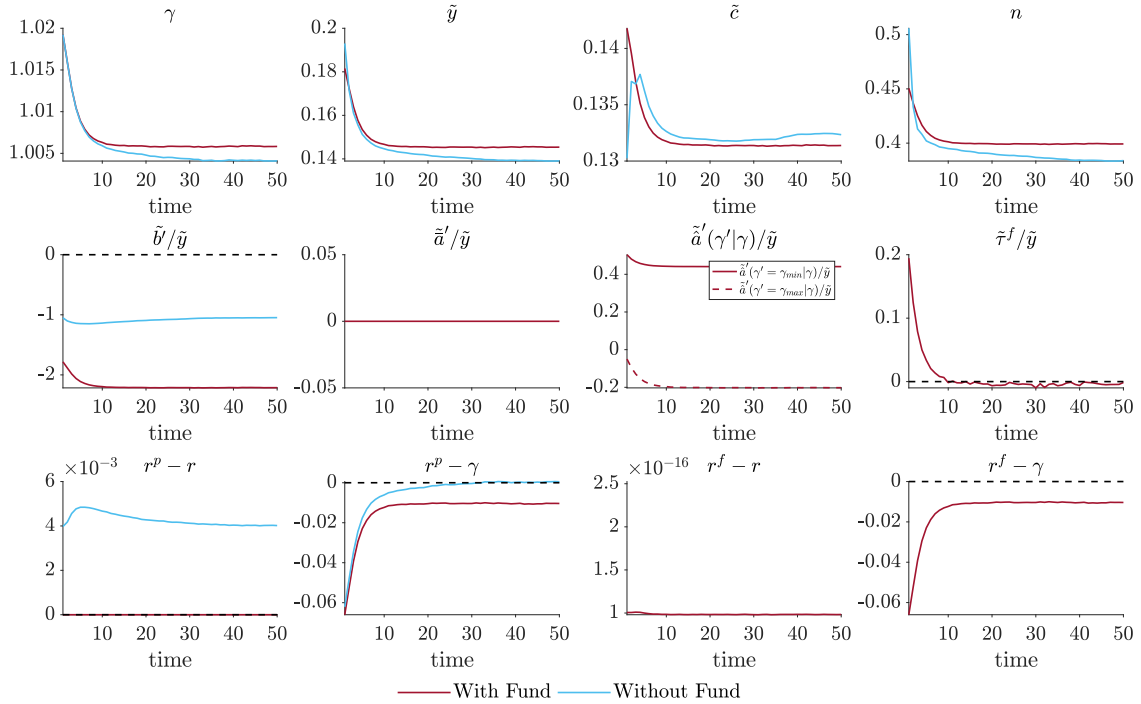 γ ỹ c̃ n
1.02 0.2 0.14 0.5
1.015 0.18 0.45
1.01 0.16 0.135
1.005 0.14 0.13 0.4
10 20 30 40 50 10 20 30 40 50 10 20 30 40 50 10 20 30 40 50
time time time time
b̃′/ỹ ā̃′/ỹ ẫ′(γ′|γ)/ỹ τ̃ᶠ/ỹ
0 0.05 0.4 0.2
-1 0 0.2 0.1
-2 -0.05 0 0
-0.2
ẫ′(γ′ = γₘᵢₙ|γ)/ỹ
ẫ′(γ′ = γₘₐₓ|γ)/ỹ
10 20 30 40 50 10 20 30 40 50 10 20 30 40 50 10 20 30 40 50
time time time time
×10⁻³ rᵖ − r rᵖ − γ ×10⁻¹⁶ rᶠ − r rᶠ − γ
6 0 2.5 0
4 -0.02 2 -0.02
2 -0.04 1.5 -0.04
0 -0.06 1 -0.06
10 20 30 40 50 10 20 30 40 50 10 20 30 40 50 10 20 30 40 50
time time time time
With Fund Without Fund